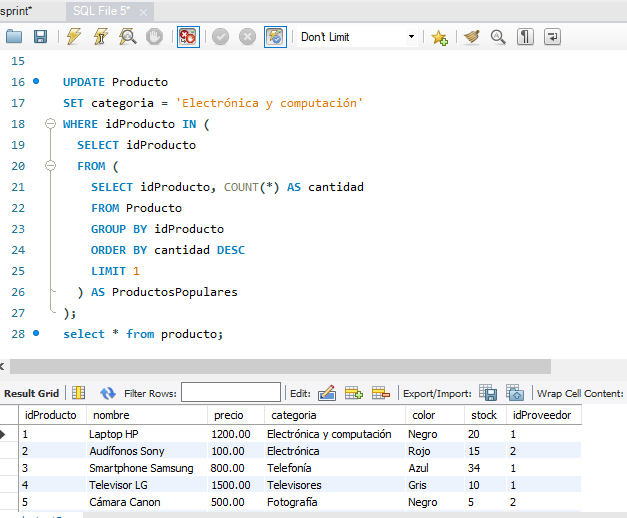 sprint*
SQL File 5*
Don't Limit
15
16 UPDATE Producto
17 SET categoria = 'Electrónica y computación'
18 WHERE idProducto IN (
19 SELECT idProducto
20 FROM (
21 SELECT idProducto, COUNT(*) AS cantidad
22 FROM Producto
23 GROUP BY idProducto
24 ORDER BY cantidad DESC
25 LIMIT 1
26 ) AS ProductosPopulares
27 );
28 select * from producto;
Result Grid Filter Rows: Edit: Export/Import: Wrap Cell Content:
idProducto nombre precio categoria color stock idProveedor
1 Laptop HP 1200.00 Electrónica y computación Negro 20 1
2 Audífonos Sony 100.00 Electrónica Rojo 15 2
3 Smartphone Samsung 800.00 Telefonía Azul 34 1
4 Televisor LG 1500.00 Televisores Gris 10 1
5 Cámara Canon 500.00 Fotografía Negro 5 2